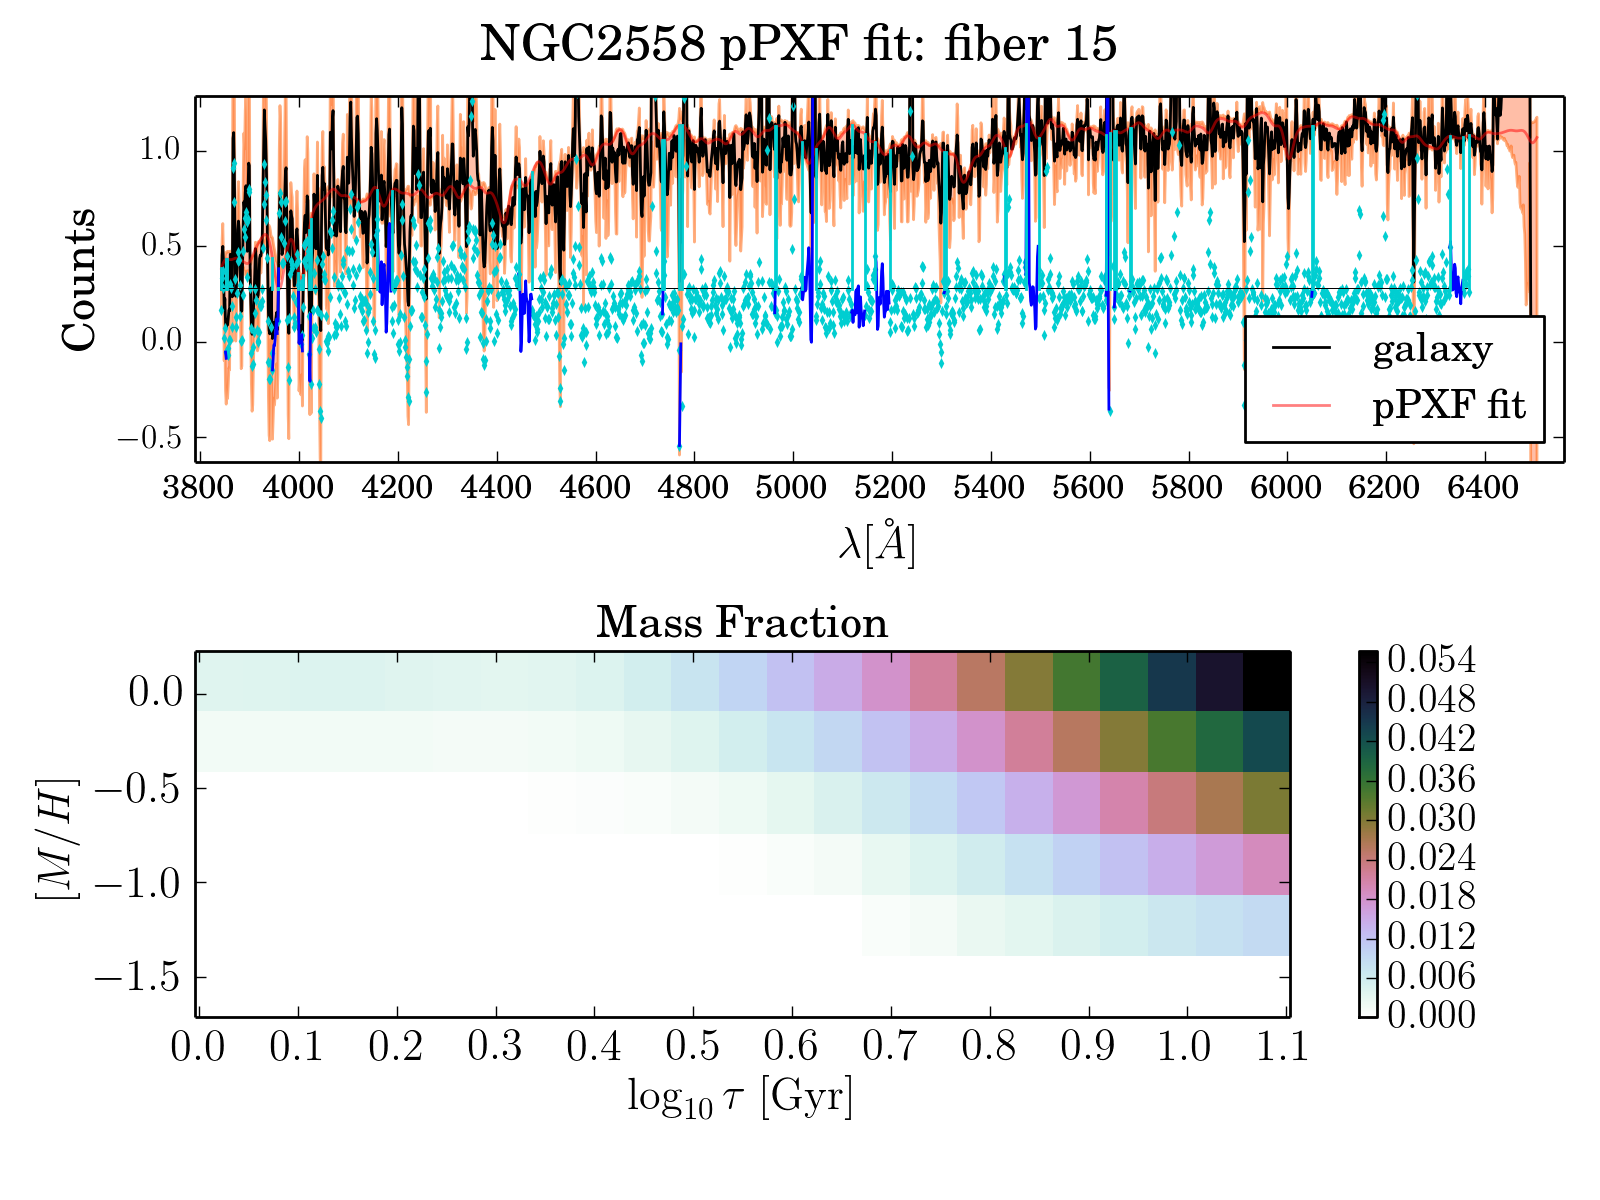 NGC2558 pPXF fit: fiber 15
Counts
1.0
0.5
0.0
−0.5
3800 4000 4200 4400 4600 4800 5000 5200 5400 5600 5800 6000 6200 6400
λ[Å]
galaxy
pPXF fit
Mass Fraction
[M/H]
0.0
−0.5
−1.0
−1.5
0.0 0.1 0.2 0.3 0.4 0.5 0.6 0.7 0.8 0.9 1.0 1.1
log₁₀ τ [Gyr]
0.054
0.048
0.042
0.036
0.030
0.024
0.018
0.012
0.006
0.000